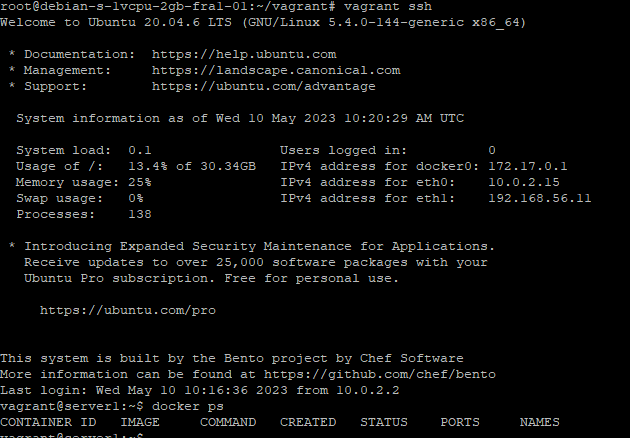 root@debian-s-1vcpu-2gb-fra1-01:~/vagrant# vagrant ssh
Welcome to Ubuntu 20.04.6 LTS (GNU/Linux 5.4.0-144-generic x86_64)
* Documentation:  https://help.ubuntu.com
* Management:     https://landscape.canonical.com
* Support:        https://ubuntu.com/advantage
System information as of Wed 10 May 2023 10:20:29 AM UTC
System load:  0.1                Users logged in:          0
Usage of /:   13.4% of 30.34GB   IPv4 address for docker0: 172.17.0.1
Memory usage: 25%                IPv4 address for eth0:    10.0.2.15
Swap usage:   0%                 IPv4 address for eth1:    192.168.56.11
Processes:    138
* Introducing Expanded Security Maintenance for Applications.
Receive updates to over 25,000 software packages with your
Ubuntu Pro subscription. Free for personal use.
https://ubuntu.com/pro
This system is built by the Bento project by Chef Software
More information can be found at https://github.com/chef/bento
Last login: Wed May 10 10:16:36 2023 from 10.0.2.2
vagrant@server1:~$ docker ps
CONTAINER ID   IMAGE     COMMAND   CREATED   STATUS    PORTS     NAMES
vagrant@server1:~$